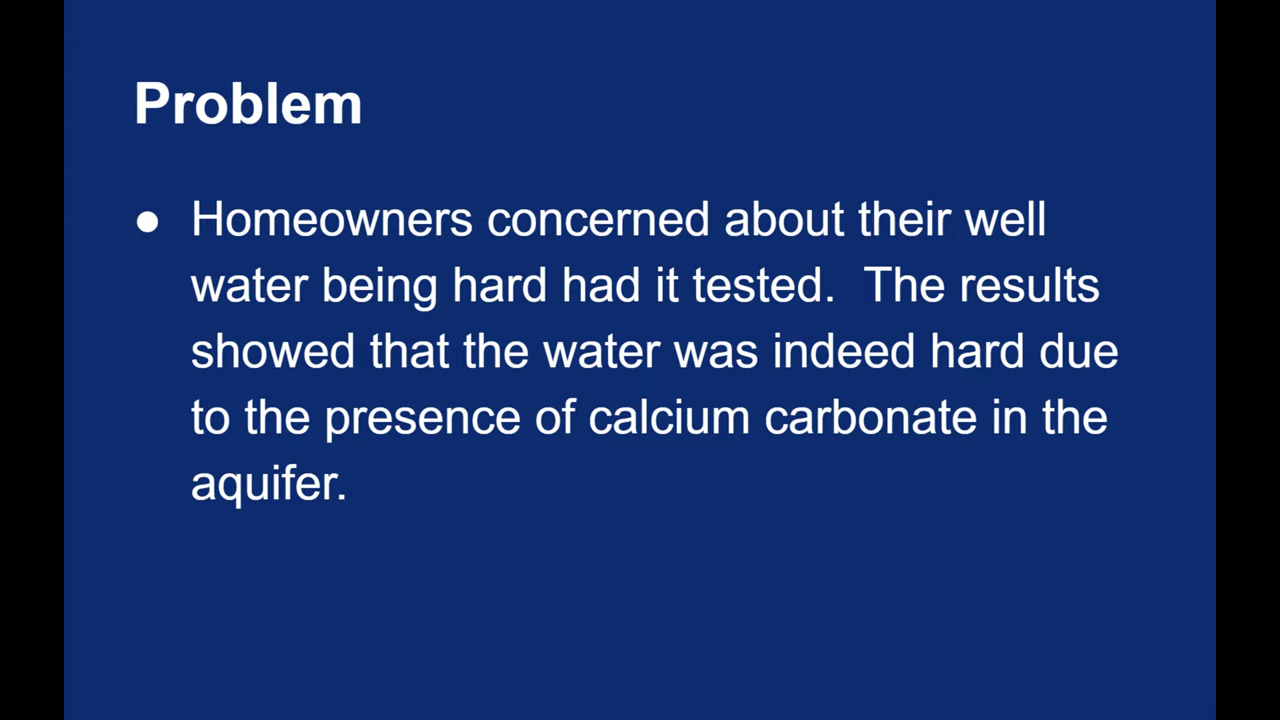 Problem
● Homeowners concerned about their well
water being hard had it tested.  The results
showed that the water was indeed hard due
to the presence of calcium carbonate in the
aquifer.